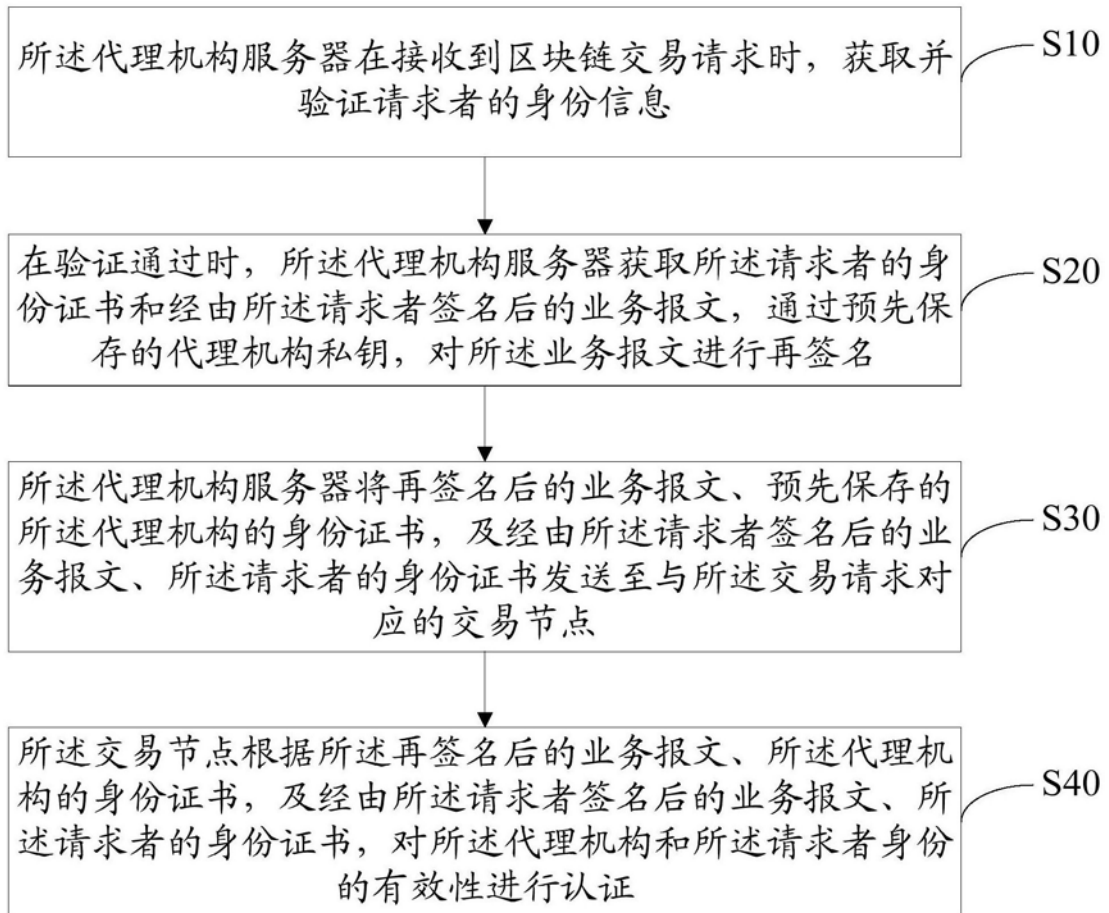 所述代理机构服务器在接收到区块链交易请求时，获取并
验证请求者的身份信息
S10
在验证通过时，所述代理机构服务器获取所述请求者的身
份证书和经由所述请求者签名后的业务报文，通过预先保
存的代理机构私钥，对所述业务报文进行再签名
S20
所述代理机构服务器将再签名后的业务报文、预先保存的
所述代理机构的身份证书，及经由所述请求者签名后的业
务报文、所述请求者的身份证书发送至与所述交易请求对
应的交易节点
S30
所述交易节点根据所述再签名后的业务报文、所述代理机
构的身份证书，及经由所述请求者签名后的业务报文、所
述请求者的身份证书，对所述代理机构和所述请求者身份
的有效性进行认证
S40